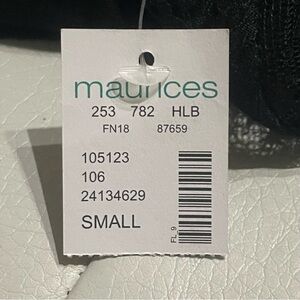 maurices
253 782 HLB
FN18 87659
105123
106
24134629
SMALL
FL 9